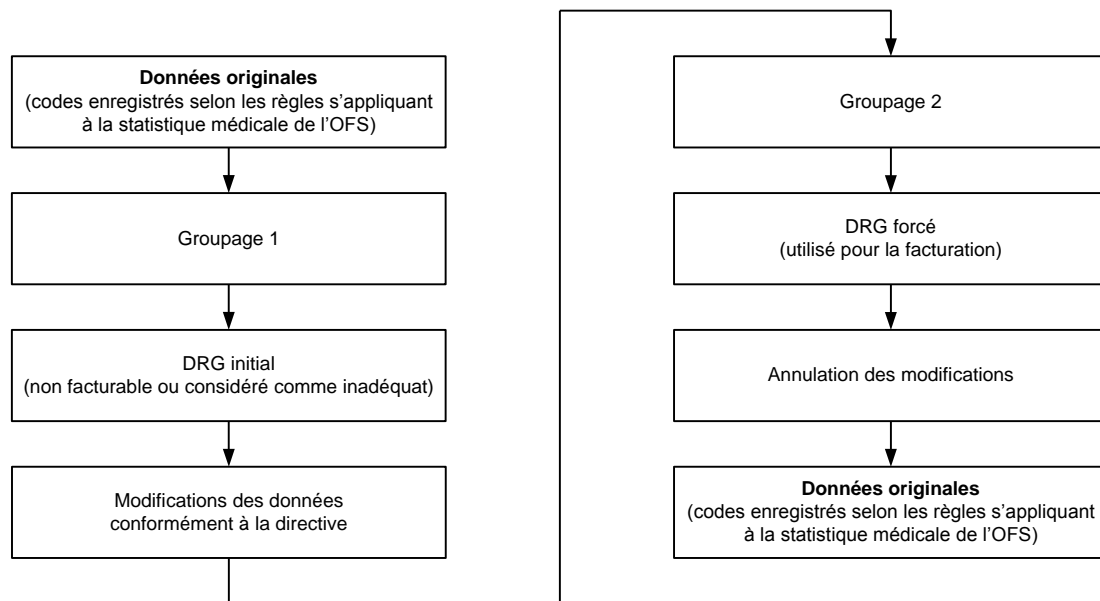 Données originales
(codes enregistrés selon les règles s'appliquant
à la statistique médicale de l'OFS)
Groupage 1
DRG initial
(non facturable ou considéré comme inadéquat)
Modifications des données
conformément à la directive
Groupage 2
DRG forcé
(utilisé pour la facturation)
Annulation des modifications
Données originales
(codes enregistrés selon les règles s'appliquant
à la statistique médicale de l'OFS)